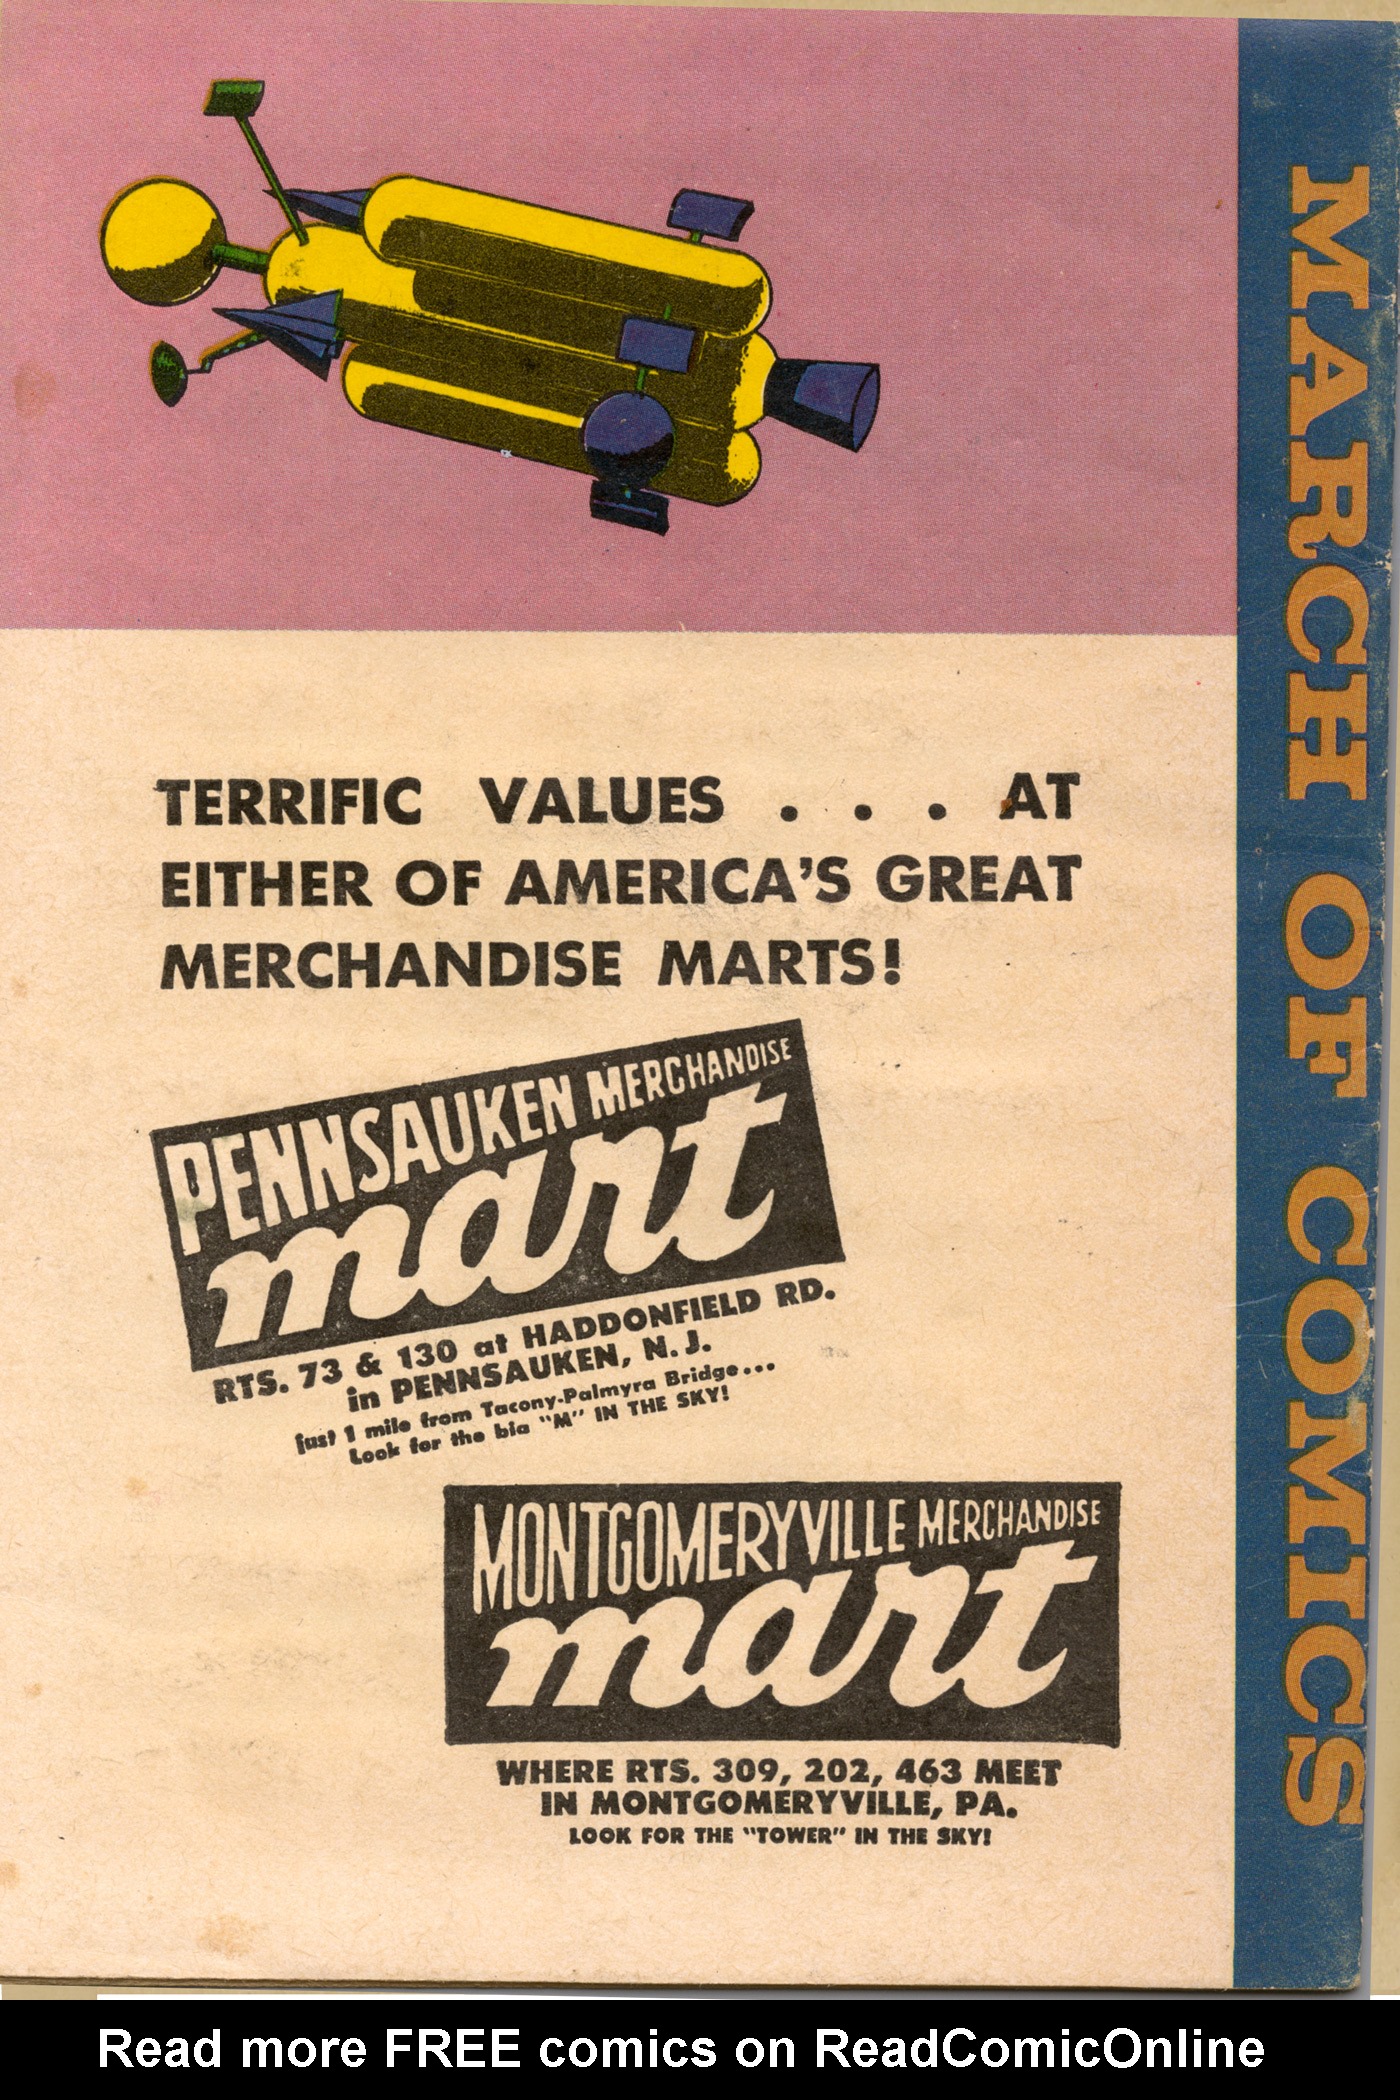 MARCH OF COMICS
TERRIFIC VALUES . . . AT
EITHER OF AMERICA'S GREAT
MERCHANDISE MARTS!
PENNSAUKEN MERCHANDISE
mart
RTS. 73 & 130 at HADDONFIELD RD.
in PENNSAUKEN, N.J.
just 1 mile from Tacony-Palmyra Bridge...
Look for the big "M" IN THE SKY!
MONTGOMERYVILLE MERCHANDISE
mart
WHERE RTS. 309, 202, 463 MEET
IN MONTGOMERYVILLE, PA.
LOOK FOR THE "TOWER" IN THE SKY!
Read more FREE comics on ReadComicOnline